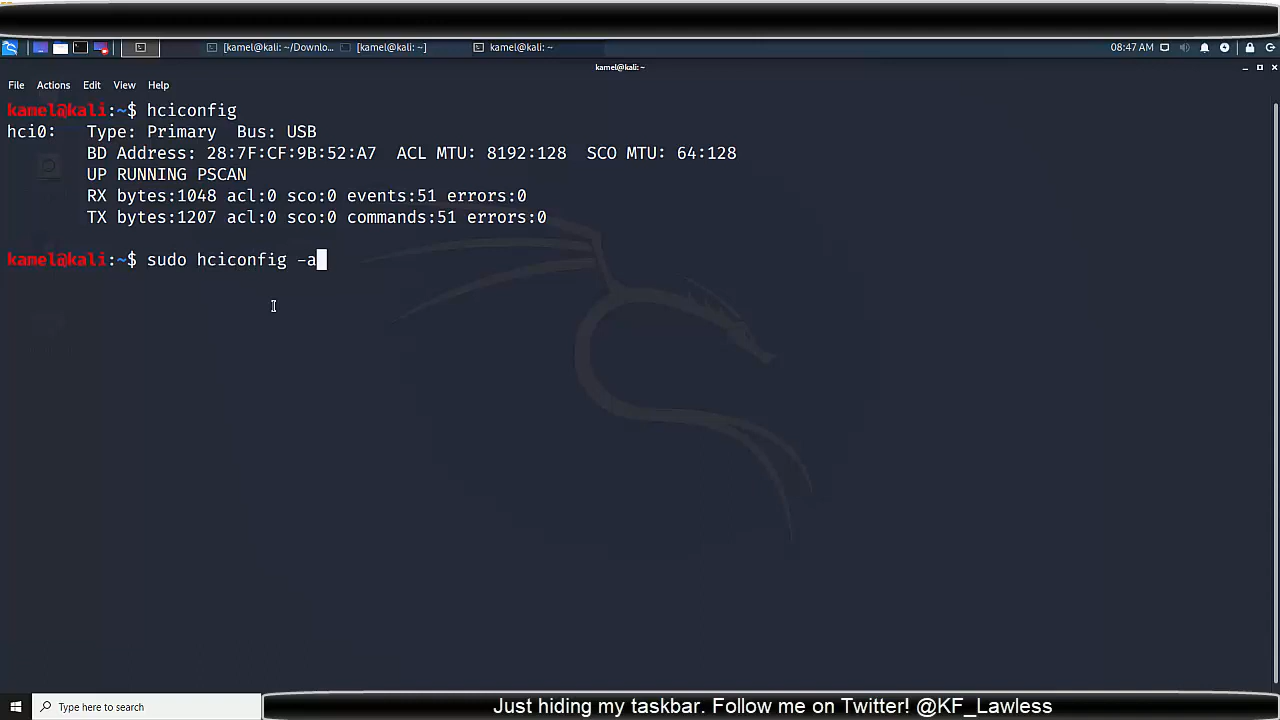 [kamel@kali: ~/Downlo... [kamel@kali: ~] kamel@kali: ~ 08:47 AM
kamel@kali: ~
File Actions Edit View Help
kamel@kali:~$ hciconfig
hci0: Type: Primary Bus: USB
BD Address: 28:7F:CF:9B:52:A7 ACL MTU: 8192:128 SCO MTU: 64:128
UP RUNNING PSCAN
RX bytes:1048 acl:0 sco:0 events:51 errors:0
TX bytes:1207 acl:0 sco:0 commands:51 errors:0
kamel@kali:~$ sudo hciconfig -a
Type here to search
Just hiding my taskbar. Follow me on Twitter! @KF_Lawless